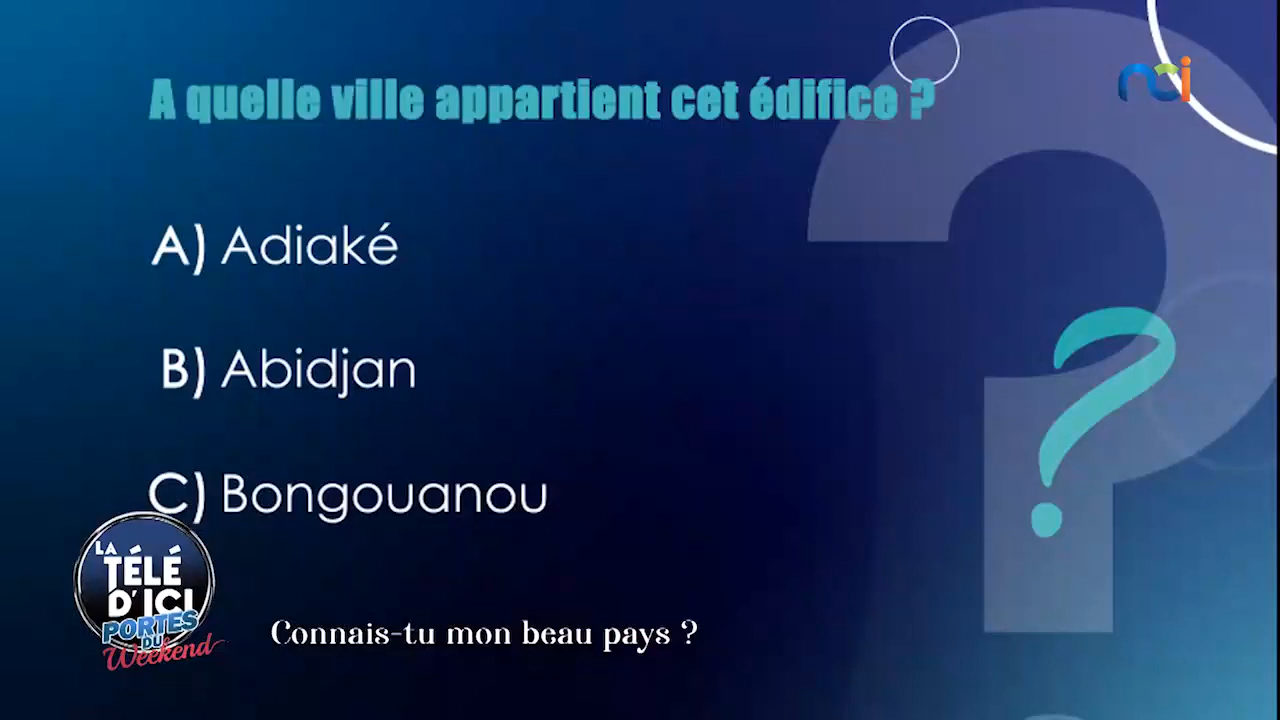 A quelle ville appartient cet édifice ?
nci
A) Adiaké
B) Abidjan
C) Bongouanou
LA
TÉLÉ
D'ICI
PORTES
DU
Weekend
Connais-tu mon beau pays ?